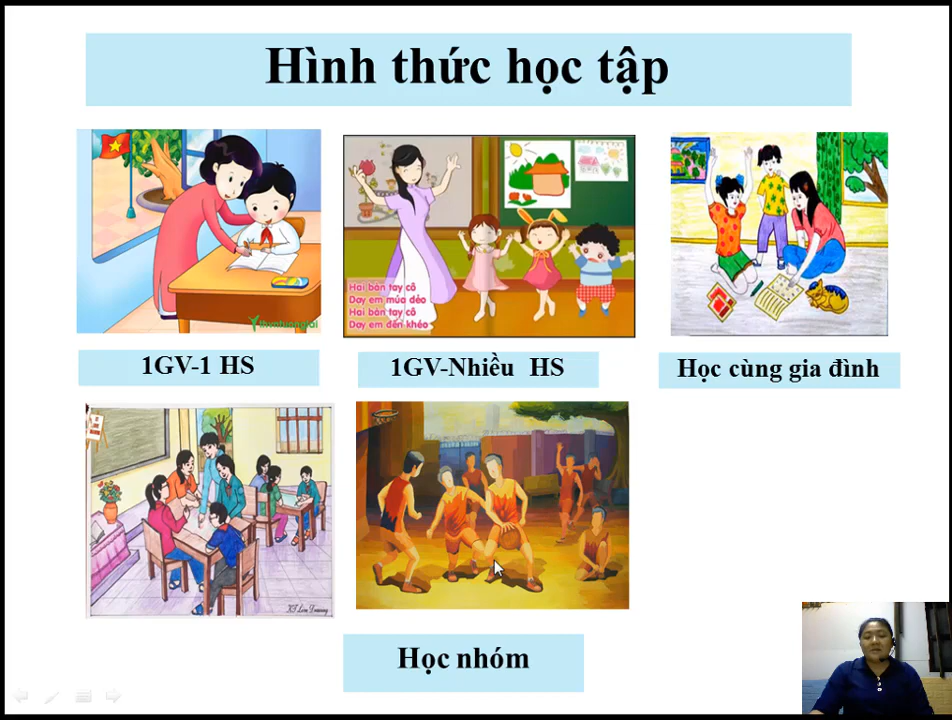 Hình thức học tập
Hai bàn tay cô
Dạy em múa dẻo
Hai bàn tay cô
Dạy em đến khéo
1GV-1 HS
1GV-Nhiều HS
Học cùng gia đình
Học nhóm